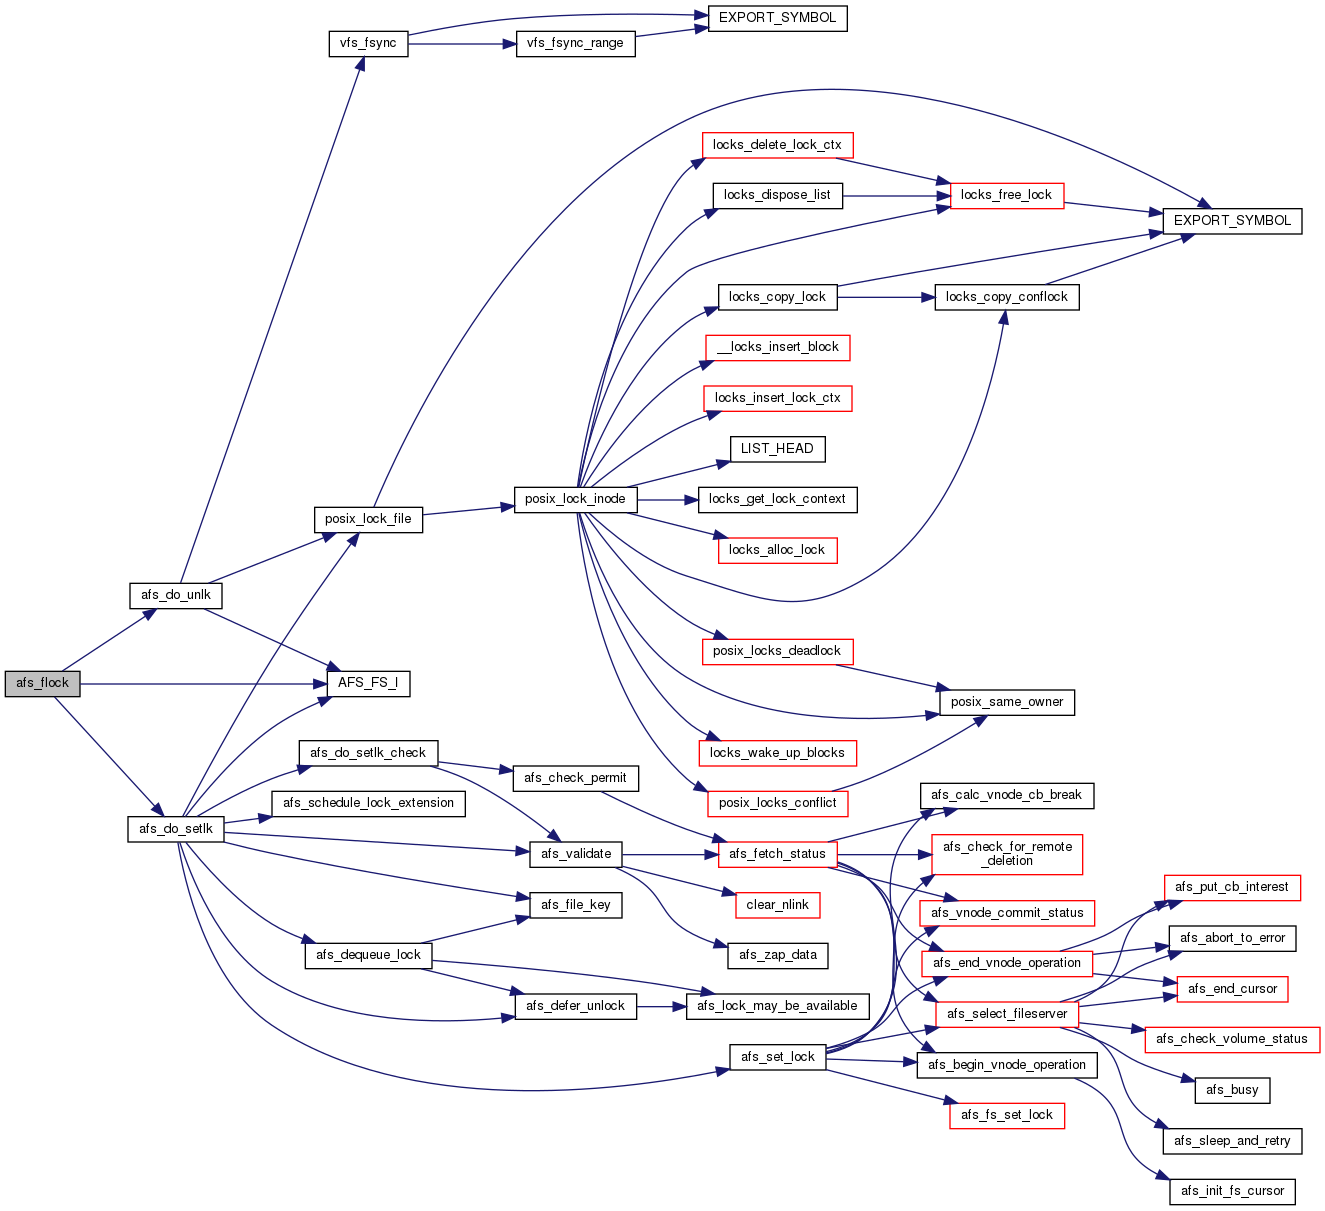 EXPORT_SYMBOL
vfs_fsync
vfs_fsync_range
locks_delete_lock_ctx
locks_dispose_list
locks_free_lock
EXPORT_SYMBOL
locks_copy_lock
locks_copy_conflock
__locks_insert_block
locks_insert_lock_ctx
LIST_HEAD
posix_lock_inode
locks_get_lock_context
posix_lock_file
locks_alloc_lock
afs_do_unlk
posix_locks_deadlock
afs_flock
AFS_FS_I
posix_same_owner
afs_do_setlk_check
locks_wake_up_blocks
afs_check_permit
afs_schedule_lock_extension
posix_locks_conflict
afs_calc_vnode_cb_break
afs_do_setlk
afs_validate
afs_fetch_status
afs_check_for_remote
_deletion
afs_put_cb_interest
afs_file_key
clear_nlink
afs_vnode_commit_status
afs_abort_to_error
afs_dequeue_lock
afs_zap_data
afs_end_vnode_operation
afs_end_cursor
afs_defer_unlock
afs_lock_may_be_available
afs_select_fileserver
afs_check_volume_status
afs_set_lock
afs_begin_vnode_operation
afs_busy
afs_fs_set_lock
afs_sleep_and_retry
afs_init_fs_cursor